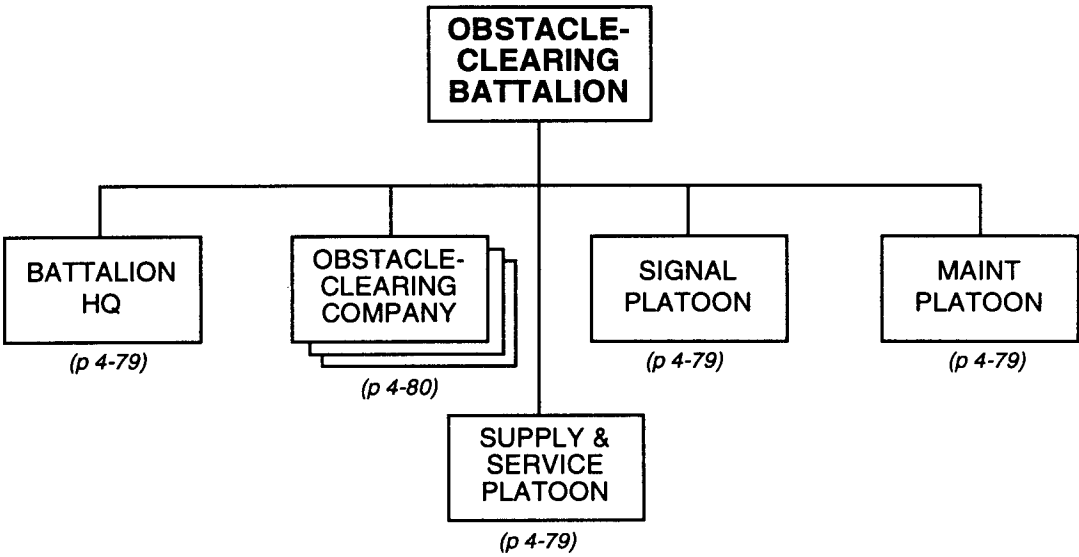 OBSTACLE-
CLEARING
BATTALION
BATTALION
HQ
(p 4-79)
OBSTACLE-
CLEARING
COMPANY
(p 4-80)
SIGNAL
PLATOON
(p 4-79)
MAINT
PLATOON
(p 4-79)
SUPPLY &
SERVICE
PLATOON
(p 4-79)